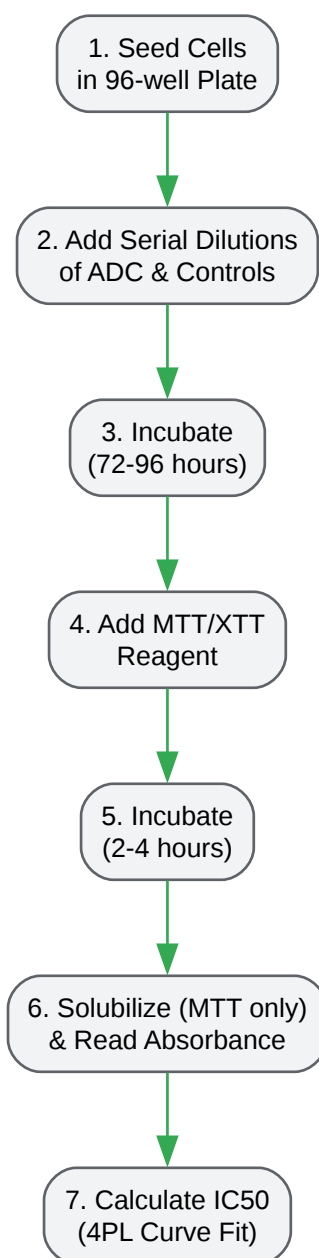 1. Seed Cells
in 96-well Plate
2. Add Serial Dilutions
of ADC & Controls
3. Incubate
(72-96 hours)
4. Add MTT/XTT
Reagent
5. Incubate
(2-4 hours)
6. Solubilize (MTT only)
& Read Absorbance
7. Calculate IC50
(4PL Curve Fit)